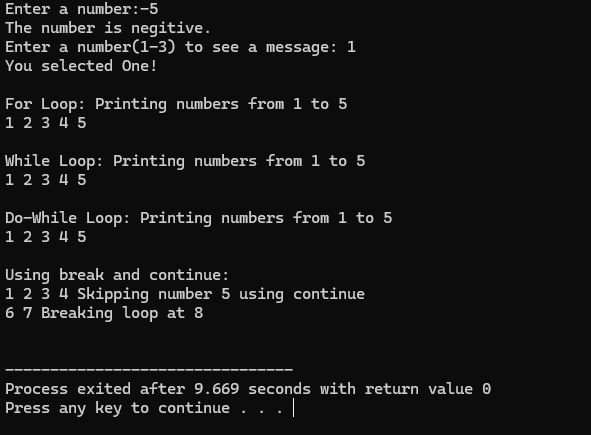 Enter a number:-5
The number is negitive.
Enter a number(1-3) to see a message: 1
You selected One!
For Loop: Printing numbers from 1 to 5
1 2 3 4 5
While Loop: Printing numbers from 1 to 5
1 2 3 4 5
Do-While Loop: Printing numbers from 1 to 5
1 2 3 4 5
Using break and continue:
1 2 3 4 Skipping number 5 using continue
6 7 Breaking loop at 8
--------------------------------
Process exited after 9.669 seconds with return value 0
Press any key to continue . . .